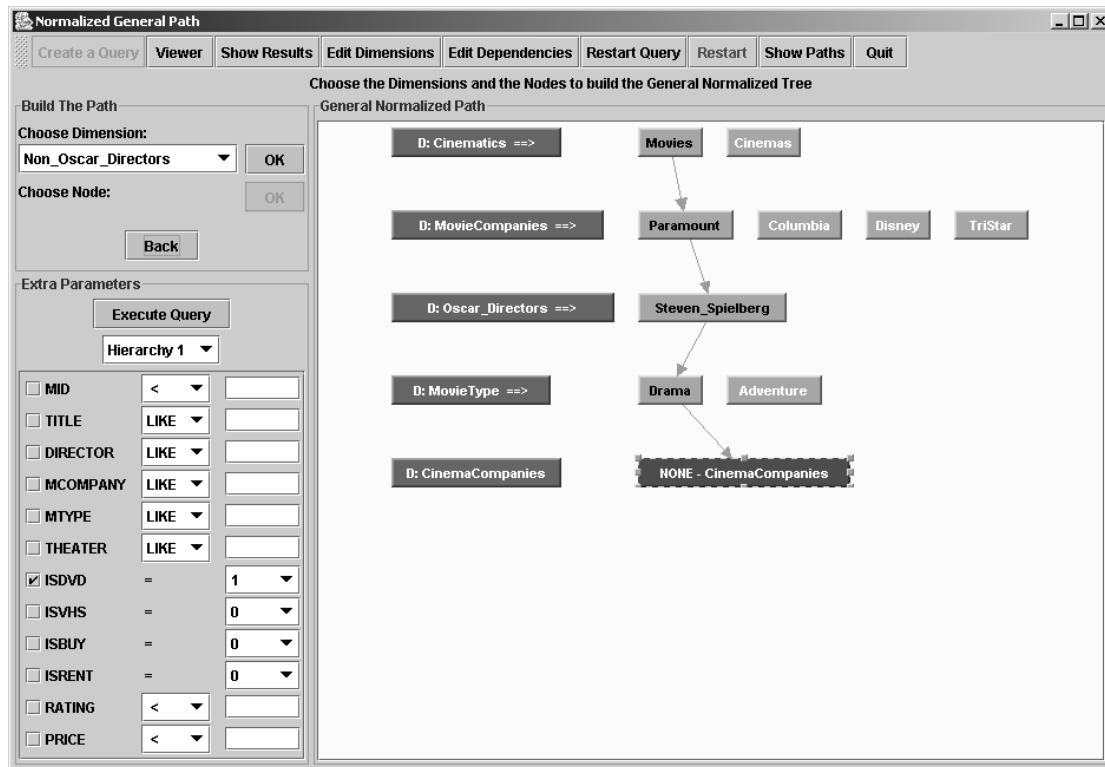 Normalized General Path
Create a Query Viewer Show Results Edit Dimensions Edit Dependencies Restart Query Restart Show Paths Quit
Choose the Dimensions and the Nodes to build the General Normalized Tree
Build The Path
Choose Dimension:
Non_Oscar_Directors OK
Choose Node:
OK
Back
Extra Parameters
Execute Query
Hierarchy 1
MID <
TITLE LIKE
DIRECTOR LIKE
MCOMPANY LIKE
MTYPE LIKE
THEATER LIKE
ISDVD = 1
ISVHS = 0
ISBUY = 0
ISRENT = 0
RATING <
PRICE <
General Normalized Path
D: Cinematics ==> Movies Cinemas
D: MovieCompanies ==> Paramount Columbia Disney TriStar
D: Oscar_Directors ==> Steven_Spielberg
D: MovieType ==> Drama Adventure
D: CinemaCompanies NONE - CinemaCompanies